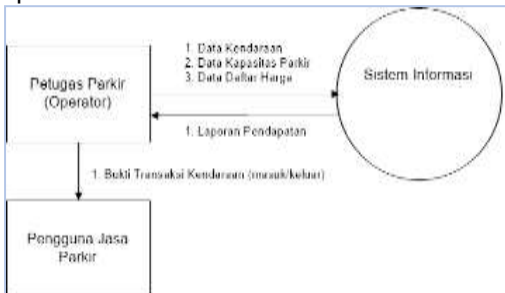 1. Data Kendaraan
2. Data Kapasitas Parkir
3. Data Daftar Harga
Petugas Parkir
(Operator)
Sistem Informasi
1. Laporan Pendapatan
1. Bukti Transaksi Kendaraan (masuk/keluar)
Pengguna Jasa
Parkir